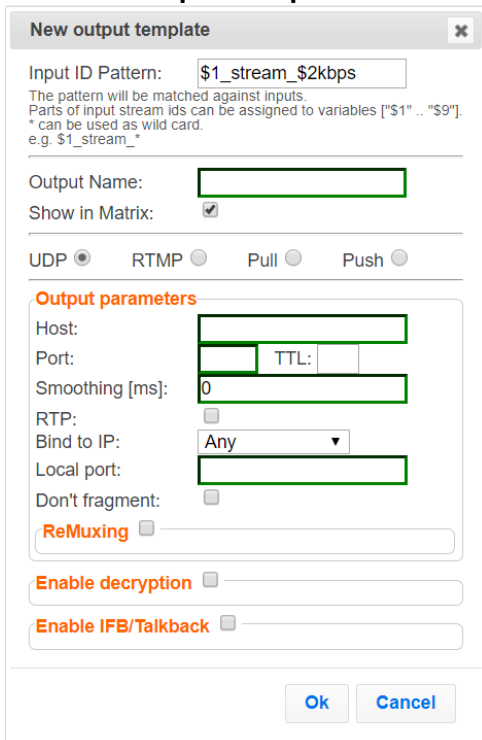 New output template
Input ID Pattern: $1_stream_$2kbps
The pattern will be matched against inputs.
Parts of input stream ids can be assigned to variables ["$1" .. "$9"].
* can be used as wild card.
e.g. $1_stream_*
Output Name:
Show in Matrix:
UDP RTMP Pull Push
Output parameters
Host:
Port: TTL:
Smoothing [ms]: 0
RTP:
Bind to IP: Any
Local port:
Don't fragment:
ReMuxing
Enable decryption
Enable IFB/Talkback
Ok Cancel